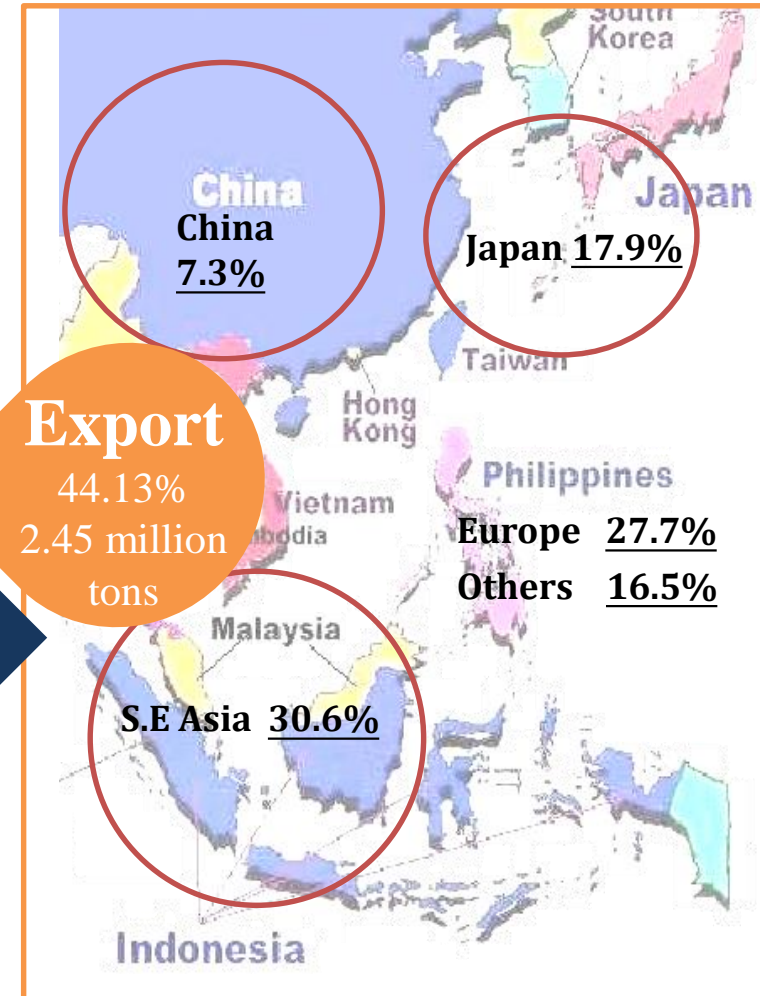 South
Korea
China
China
7.3%
Japan
Japan 17.9%
Taiwan
Export
44.13%
2.45 million
tons
Hong
Kong
Vietnam
Philippines
Europe 27.7%
Others 16.5%
Malaysia
S.E Asia 30.6%
Indonesia